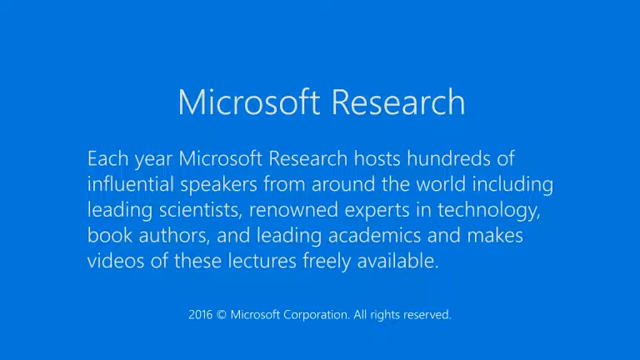 Microsoft Research
Each year Microsoft Research hosts hundreds of
influential speakers from around the world including
leading scientists, renowned experts in technology,
book authors, and leading academics and makes
videos of these lectures freely available.
2016 © Microsoft Corporation. All rights reserved.